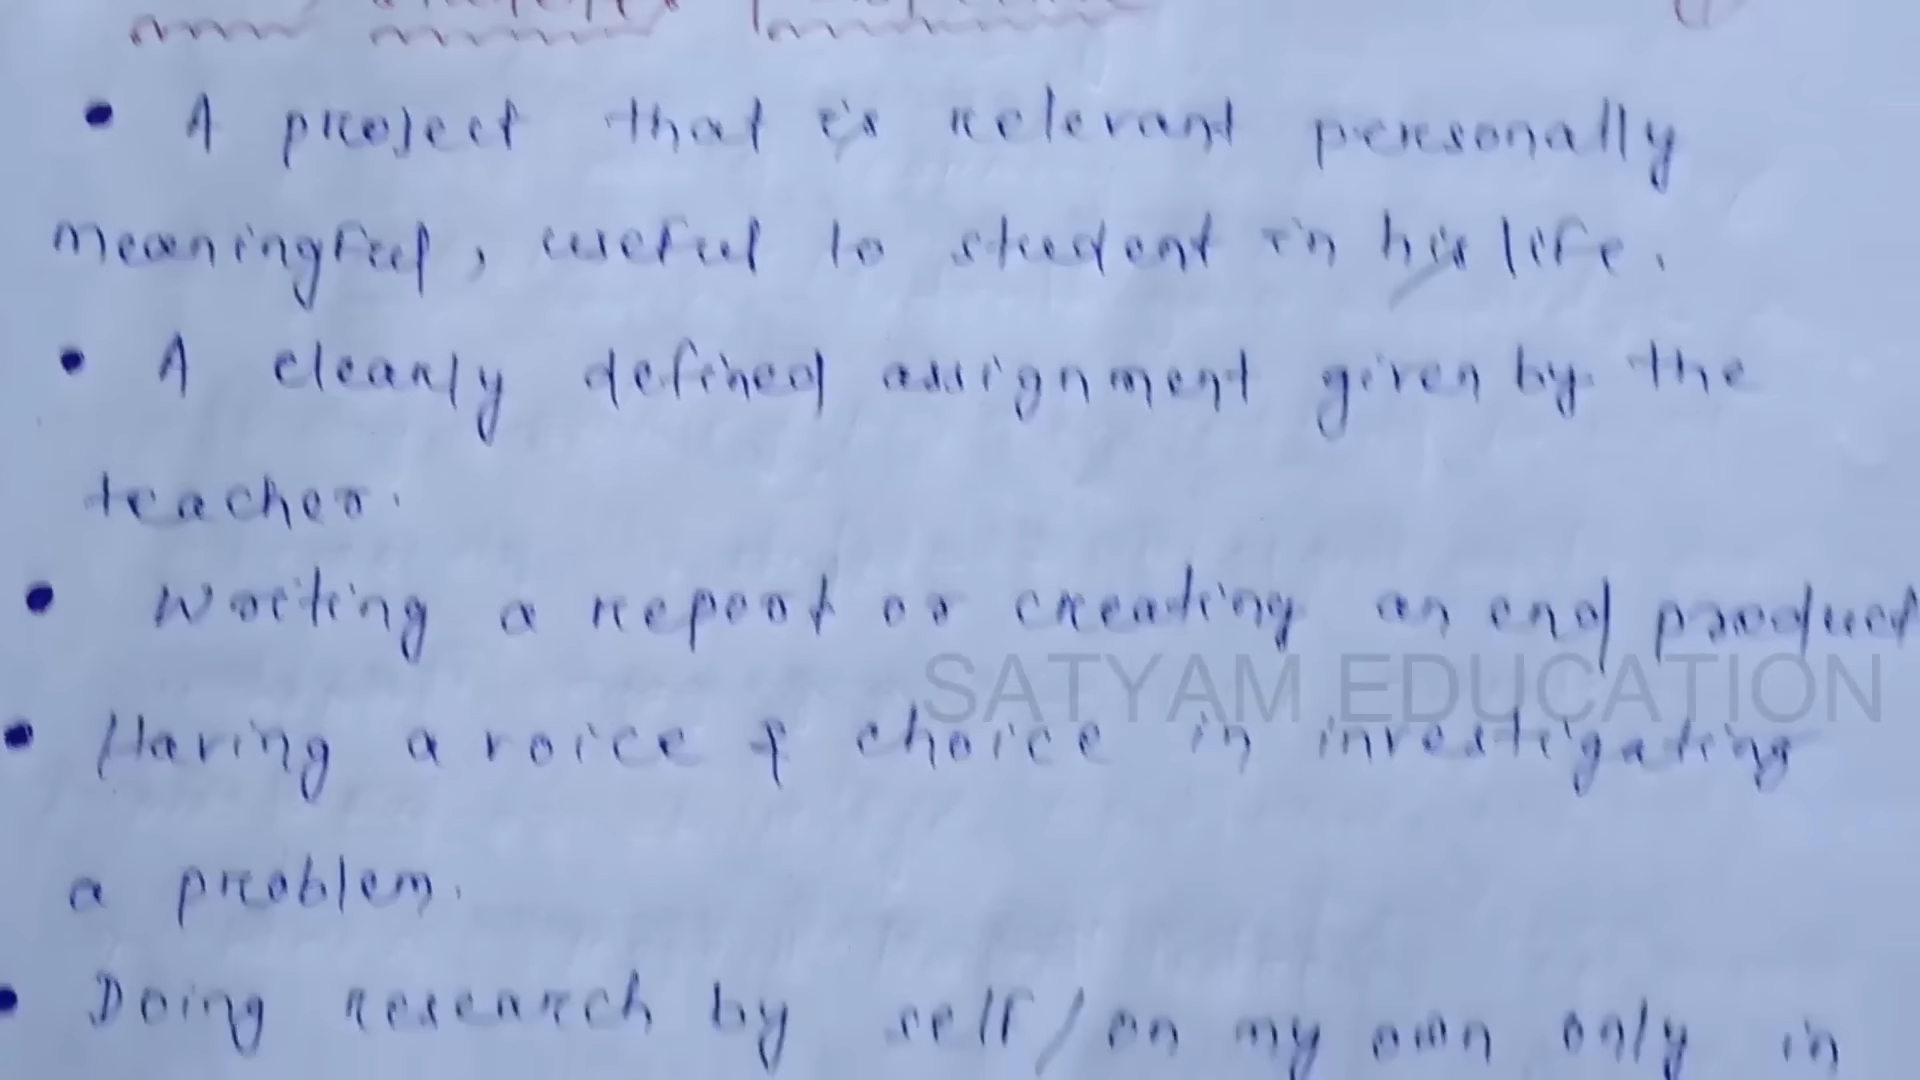 • A project that is relevant personally
meaningful, useful to student in his life.
• A clearly defined assignment given by the
teacher.
• Writing a report or creating an end product
SATYAM EDUCATION
• Having a voice & choice in investigating
a problem.
• Doing research by self/on my own only in